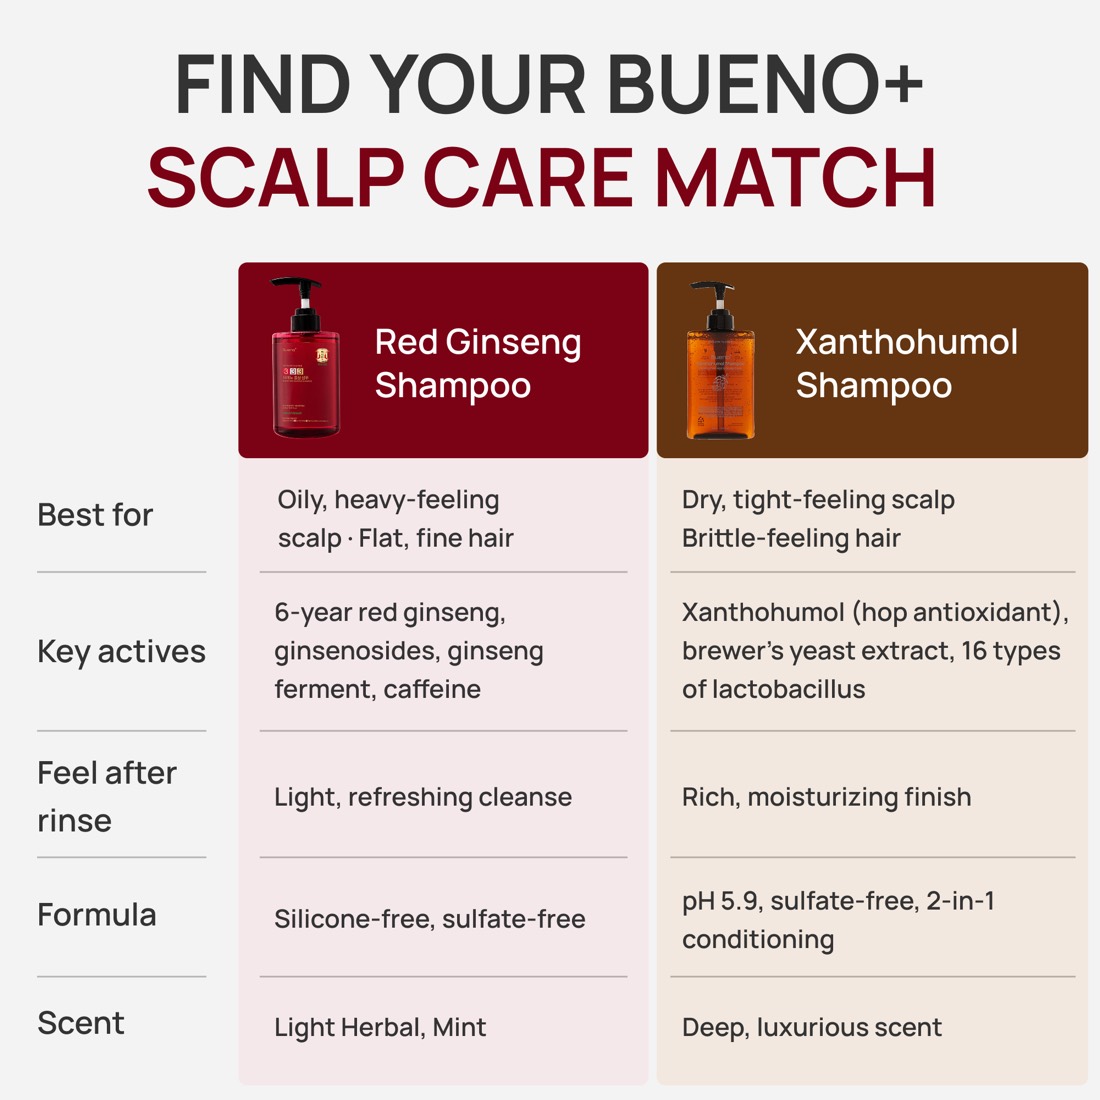 FIND YOUR BUENO+
SCALP CARE MATCH
Red Ginseng
Shampoo
Xanthohumol
Shampoo
Best for
Oily, heavy-feeling
scalp · Flat, fine hair
Dry, tight-feeling scalp
Brittle-feeling hair
Key actives
6-year red ginseng,
ginsenosides, ginseng
ferment, caffeine
Xanthohumol (hop antioxidant),
brewer's yeast extract, 16 types
of lactobacillus
Feel after
rinse
Light, refreshing cleanse
Rich, moisturizing finish
Formula
Silicone-free, sulfate-free
pH 5.9, sulfate-free, 2-in-1
conditioning
Scent
Light Herbal, Mint
Deep, luxurious scent